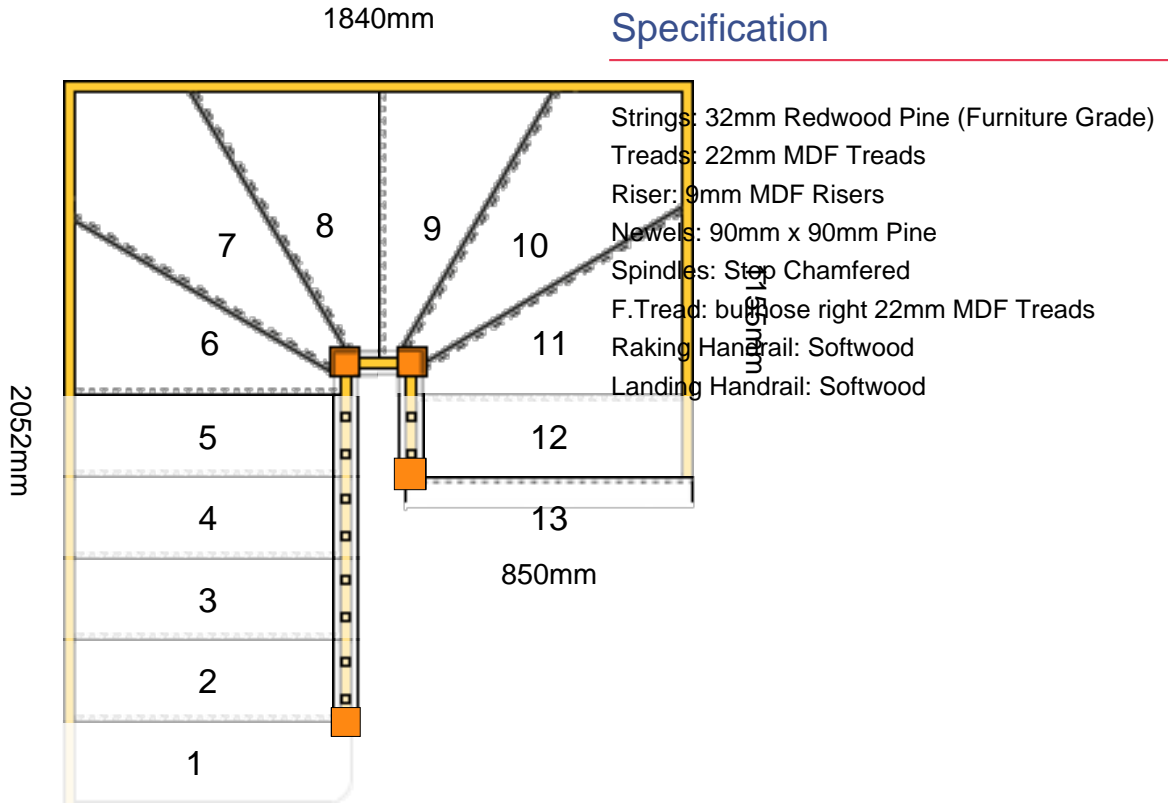 1840mm
Specification
Strings: 32mm Redwood Pine (Furniture Grade)
Treads: 22mm MDF Treads
Riser: 9mm MDF Risers
Newels: 90mm x 90mm Pine
Spindles: Stop Chamfered
F.Tread: bullnose right 22mm MDF Treads
Raking Handrail: Softwood
Landing Handrail: Softwood
8
9
7
10
6
11
2052mm
5
12
4
13
850mm
3
2
1